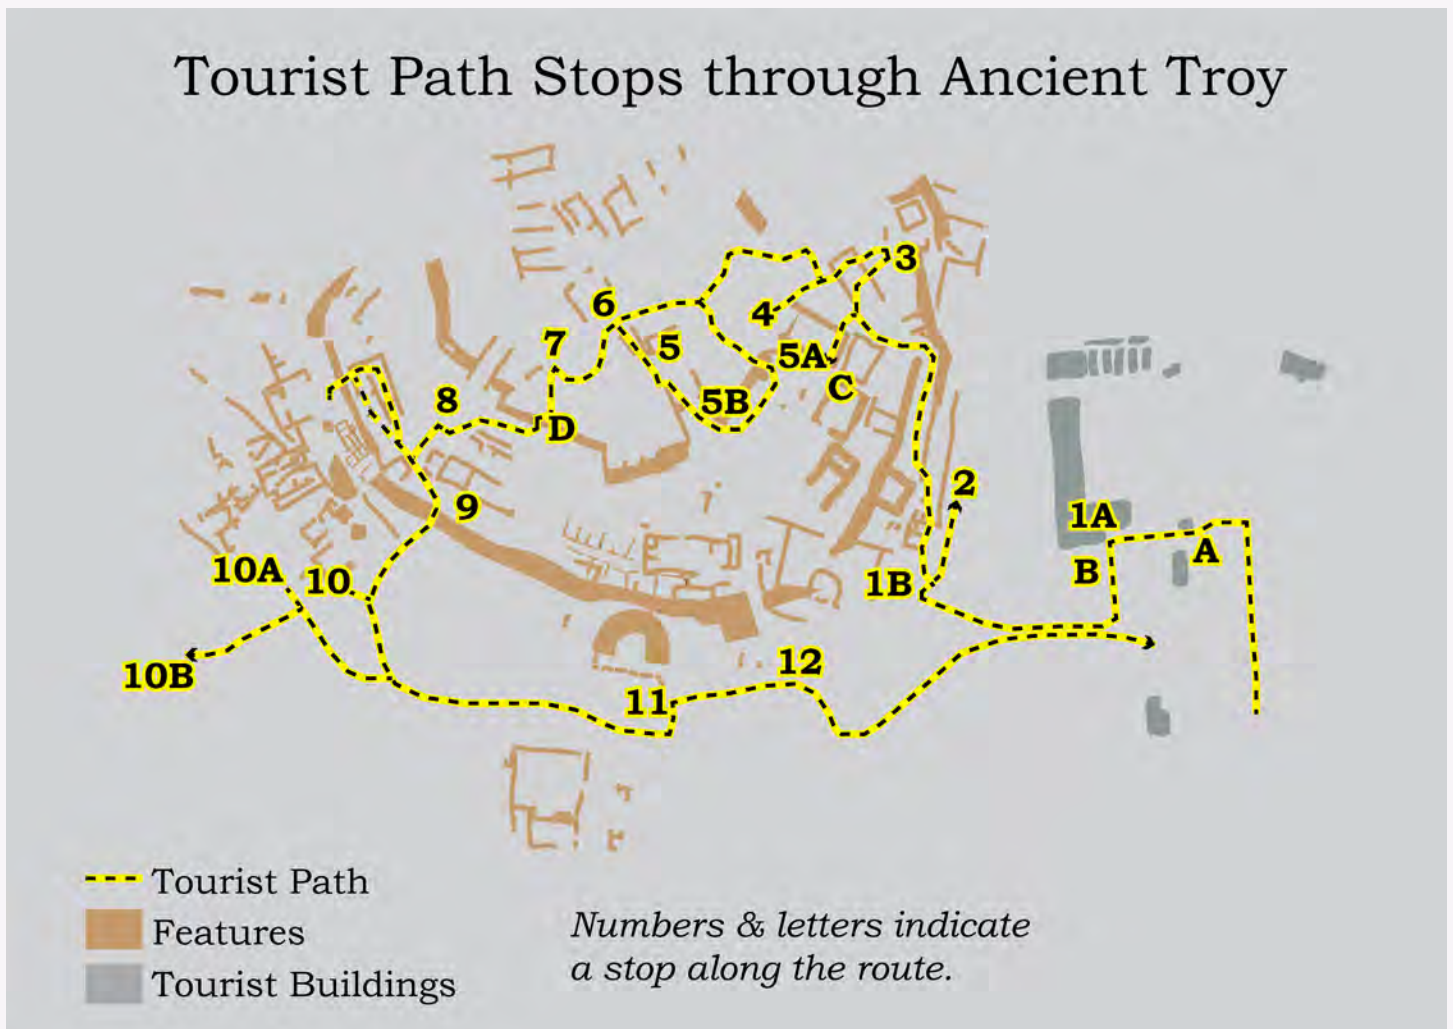 Tourist Path Stops through Ancient Troy
3
6
4
7
5
5A
C
5B
8
D
2
9
1A
A
10A
10
1B
B
12
10B
11
Tourist Path
Features
Tourist Buildings
Numbers & letters indicate
a stop along the route.